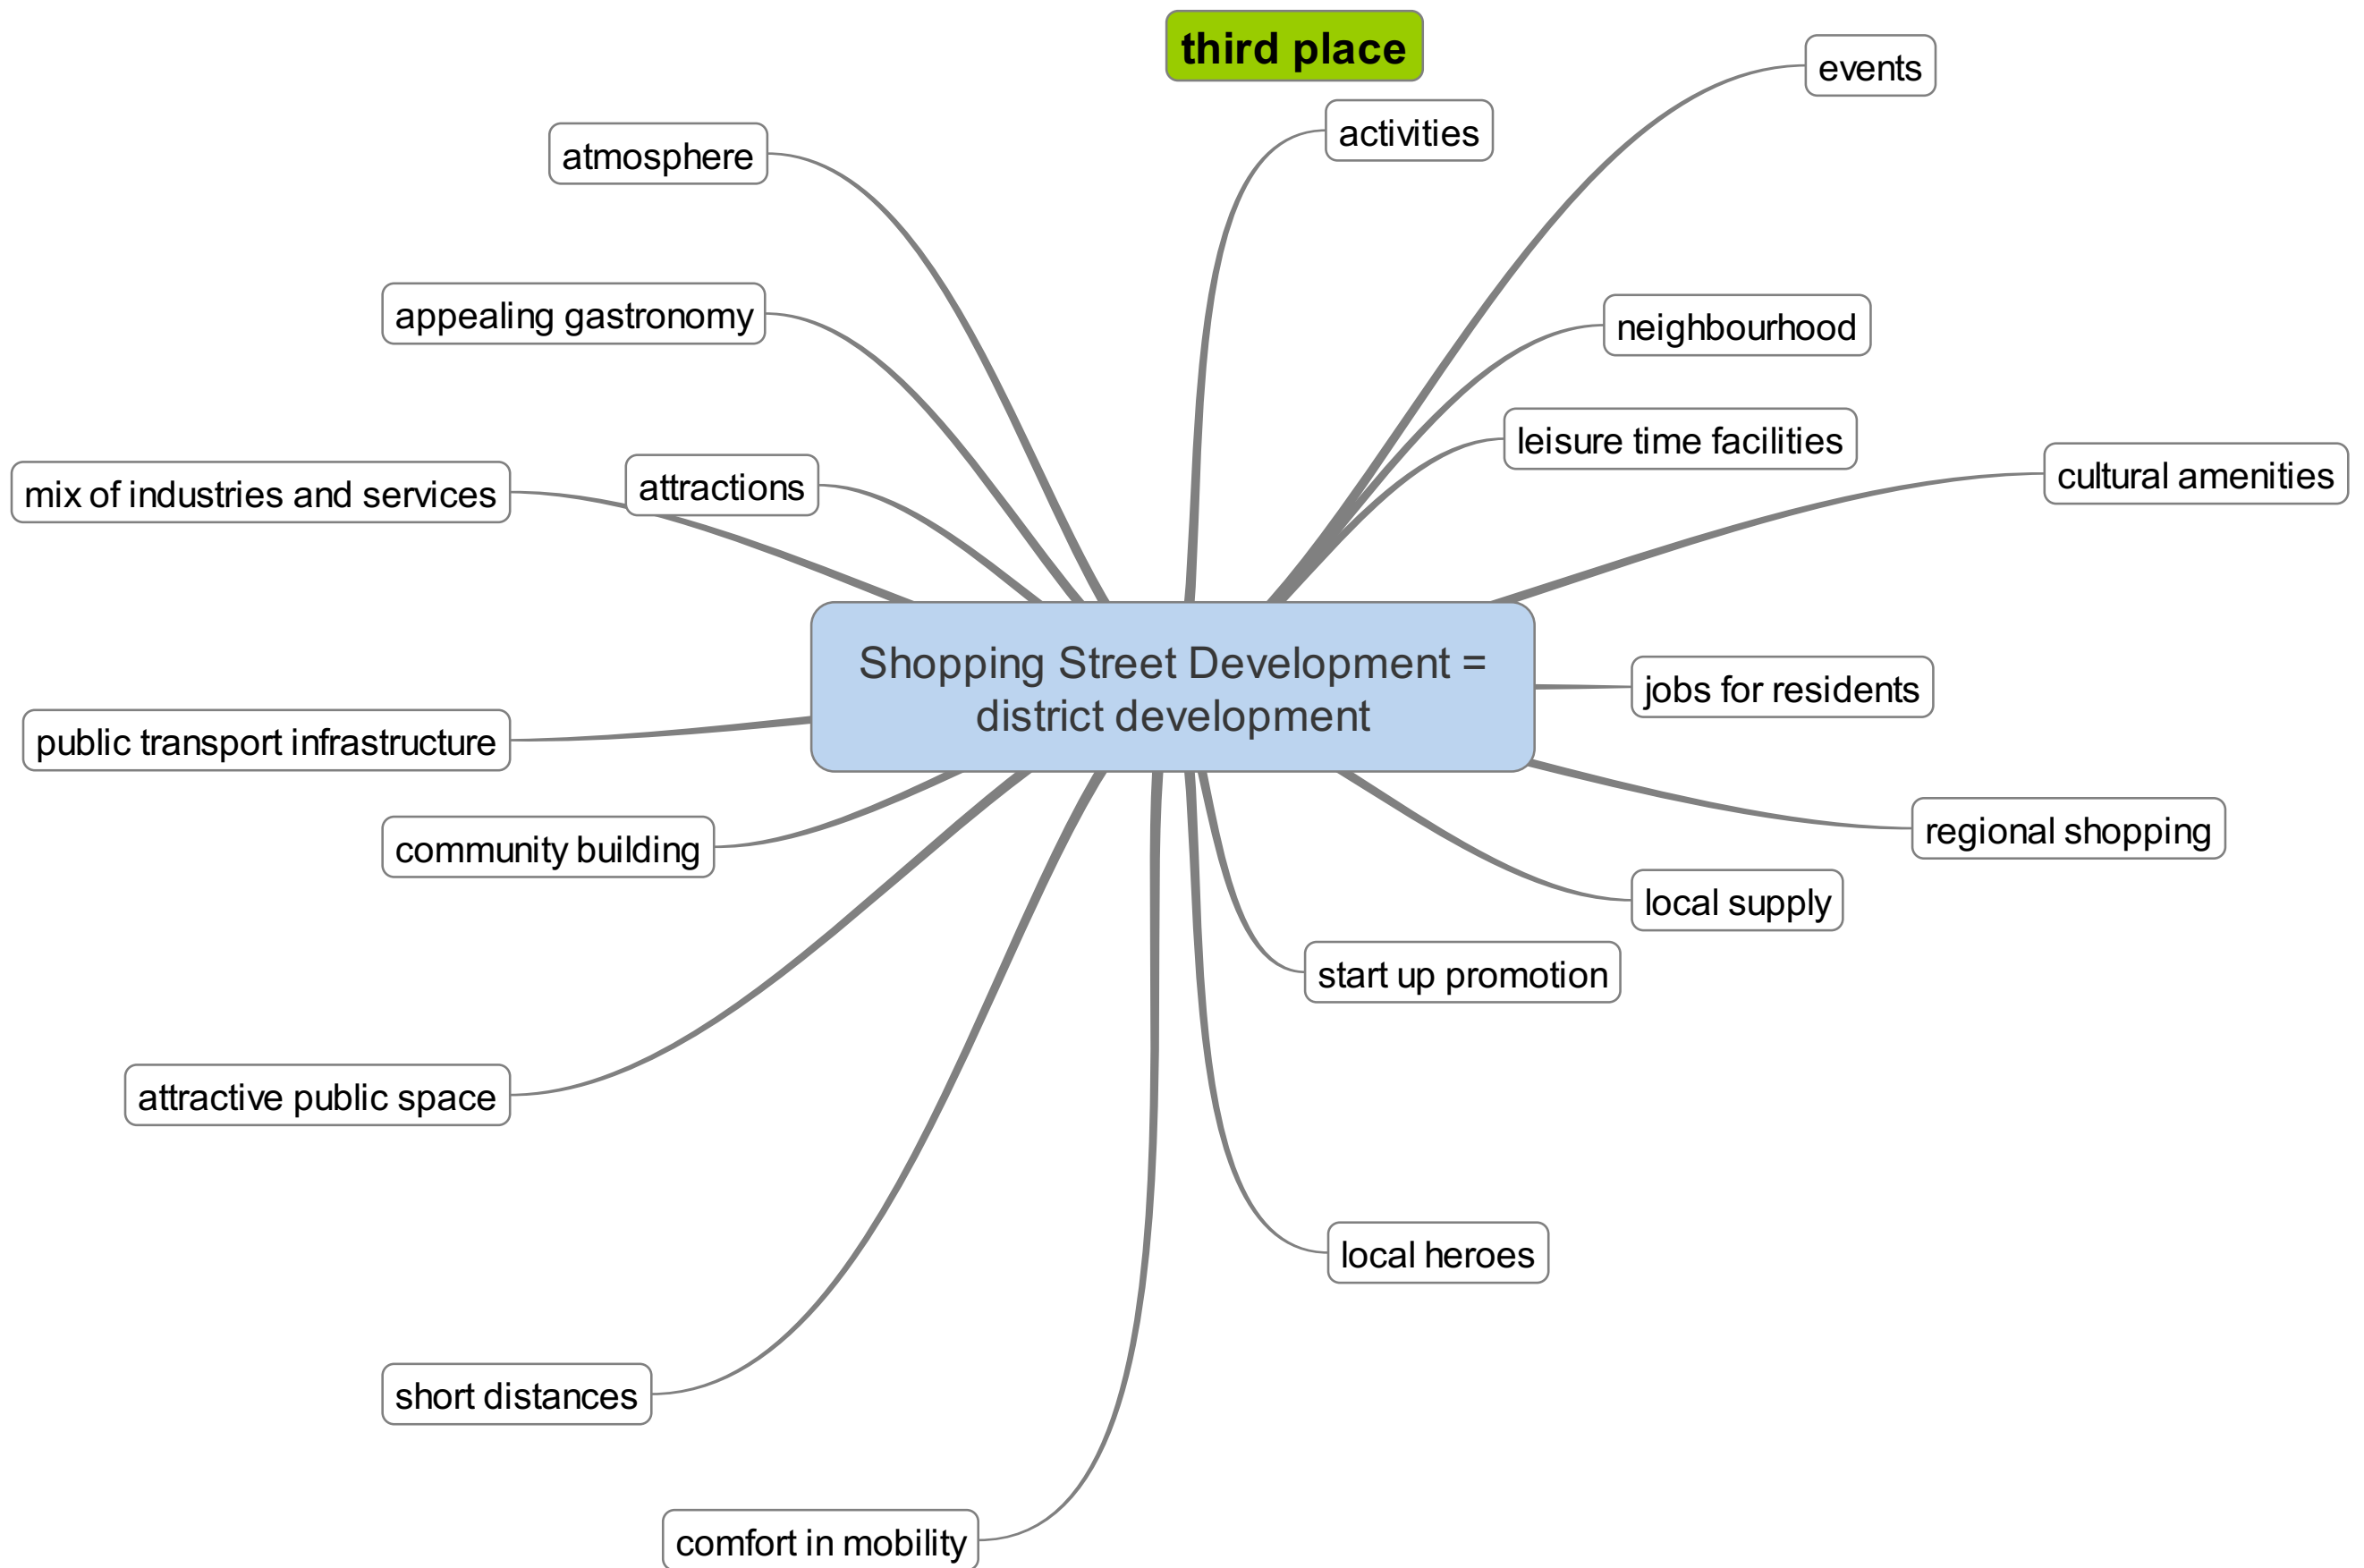 third place
events
activities
atmosphere
appealing gastronomy
neighbourhood
leisure time facilities
cultural amenities
attractions
mix of industries and services
Shopping Street Development =
district development
jobs for residents
public transport infrastructure
regional shopping
community building
local supply
start up promotion
attractive public space
local heroes
short distances
comfort in mobility